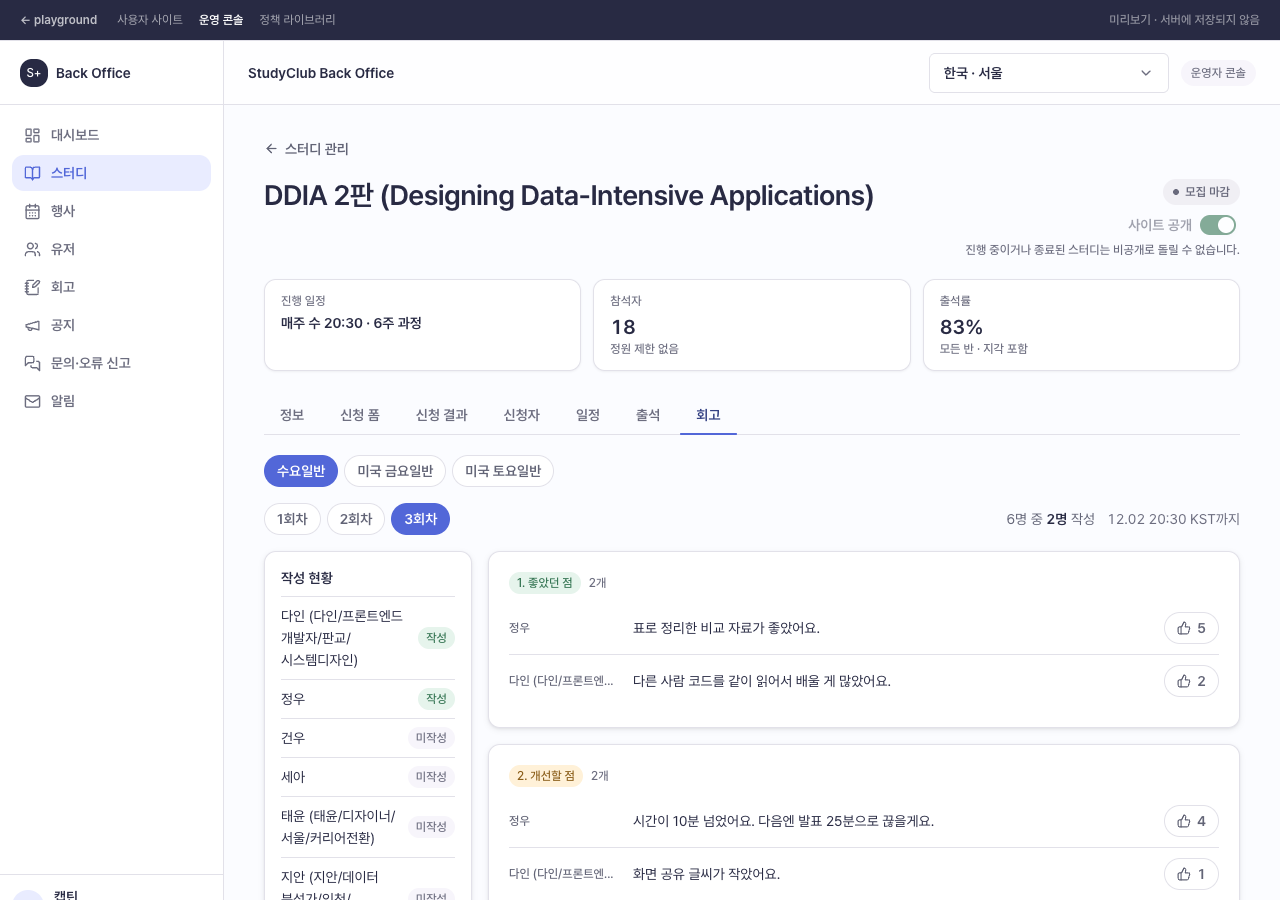 ← playground 사용자 사이트 운영 콘솔 정책 라이브러리 미리보기 · 서버에 저장되지 않음
S+ Back Office
StudyClub Back Office 한국 · 서울 운영자 콘솔
대시보드
스터디
행사
유저
회고
공지
문의·오류 신고
알림
캡틴
← 스터디 관리
DDIA 2판 (Designing Data-Intensive Applications)
모집 마감
사이트 공개
진행 중이거나 종료된 스터디는 비공개로 돌릴 수 없습니다.
진행 일정
매주 수 20:30 · 6주 과정
참석자
18
정원 제한 없음
출석률
83%
모든 반 · 지각 포함
정보 신청 폼 신청 결과 신청자 일정 출석 회고
수요일반 미국 금요일반 미국 토요일반
1회차 2회차 3회차 6명 중 2명 작성 12.02 20:30 KST까지
작성 현황
다인 (다인/프론트엔드
개발자/판교/
시스템디자인)
작성
정우 작성
건우 미작성
세아 미작성
태윤 (태윤/디자이너/
서울/커리어전환)
미작성
지안 (지안/데이터
분석가/인천/
미작성
1. 좋았던 점 2개
정우 표로 정리한 비교 자료가 좋았어요. 5
다인 (다인/프론트엔... 다른 사람 코드를 같이 읽어서 배울 게 많았어요. 2
2. 개선할 점 2개
정우 시간이 10분 넘었어요. 다음엔 발표 25분으로 끊을게요. 4
다인 (다인/프론트엔... 화면 공유 글씨가 작았어요. 1